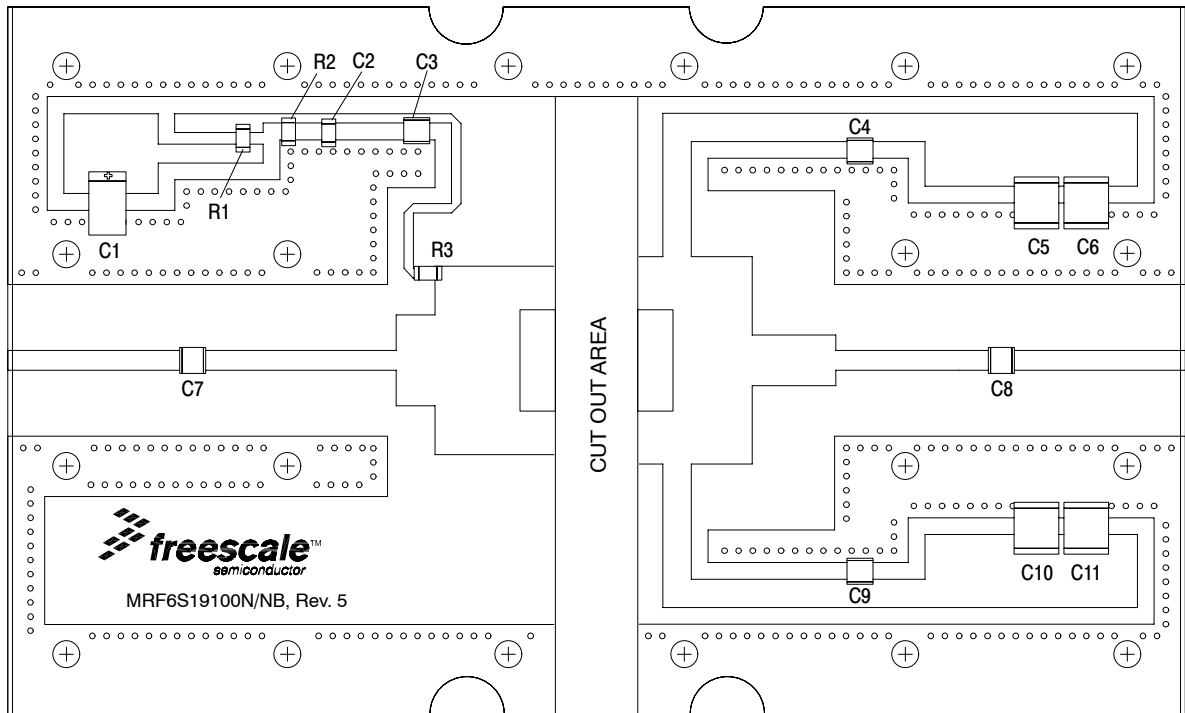 R2
C2
C3
C4
R1
C1
R3
C5
C6
CUT OUT AREA
C7
C8
freescale™
semiconductor
MRF6S19100N/NB, Rev. 5
C9
C10
C11